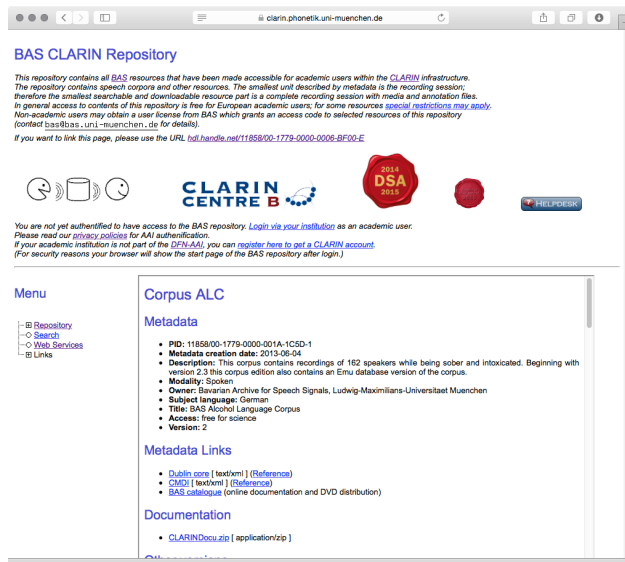 clarin.phonetik.uni-muenchen.de
BAS CLARIN Repository
This repository contains all BAS resources that have been made accessible for academic users within the CLARIN infrastructure.
The repository contains speech corpora and other resources. The smallest unit described by metadata is the recording session;
therefore the smallest searchable and downloadable resource part is a complete recording session with media and annotation files.
In general access to contents of this repository is free for European academic users; for some resources special restrictions may apply.
Non-academic users may obtain a user license from BAS which grants an access code to selected resources of this repository
(contact bas@bas.uni-muenchen.de for details).
If you want to link this page, please use the URL hdl.handle.net/11858/00-1779-0000-0006-BF00-E
CLARIN
CENTRE B
2014
DSA
2015
HELPDESK
You are not yet authentified to have access to the BAS repository. Login via your institution as an academic user.
Please read our privacy policies for AAI authenification.
If your academic institution is not part of the DFN-AAI, you can register here to get a CLARIN account.
(For security reasons your browser will show the start page of the BAS repository after login.)
Menu
Repository
Search
Web Services
Links
Corpus ALC
Metadata
PID: 11858/00-1779-0000-001A-1C5D-1
Metadata creation date: 2013-06-04
Description: This corpus contains recordings of 162 speakers while being sober and intoxicated. Beginning with
version 2.3 this corpus edition also contains an Emu database version of the corpus.
Modality: Spoken
Owner: Bavarian Archive for Speech Signals, Ludwig-Maximilians-Universitaet Muenchen
Subject language: German
Title: BAS Alcohol Language Corpus
Access: free for science
Version: 2
Metadata Links
Dublin core [ text/xml ] (Reference)
CMDI [ text/xml ] (Reference)
BAS catalogue (online documentation and DVD distribution)
Documentation
CLARINDocu.zip [ application/zip ]